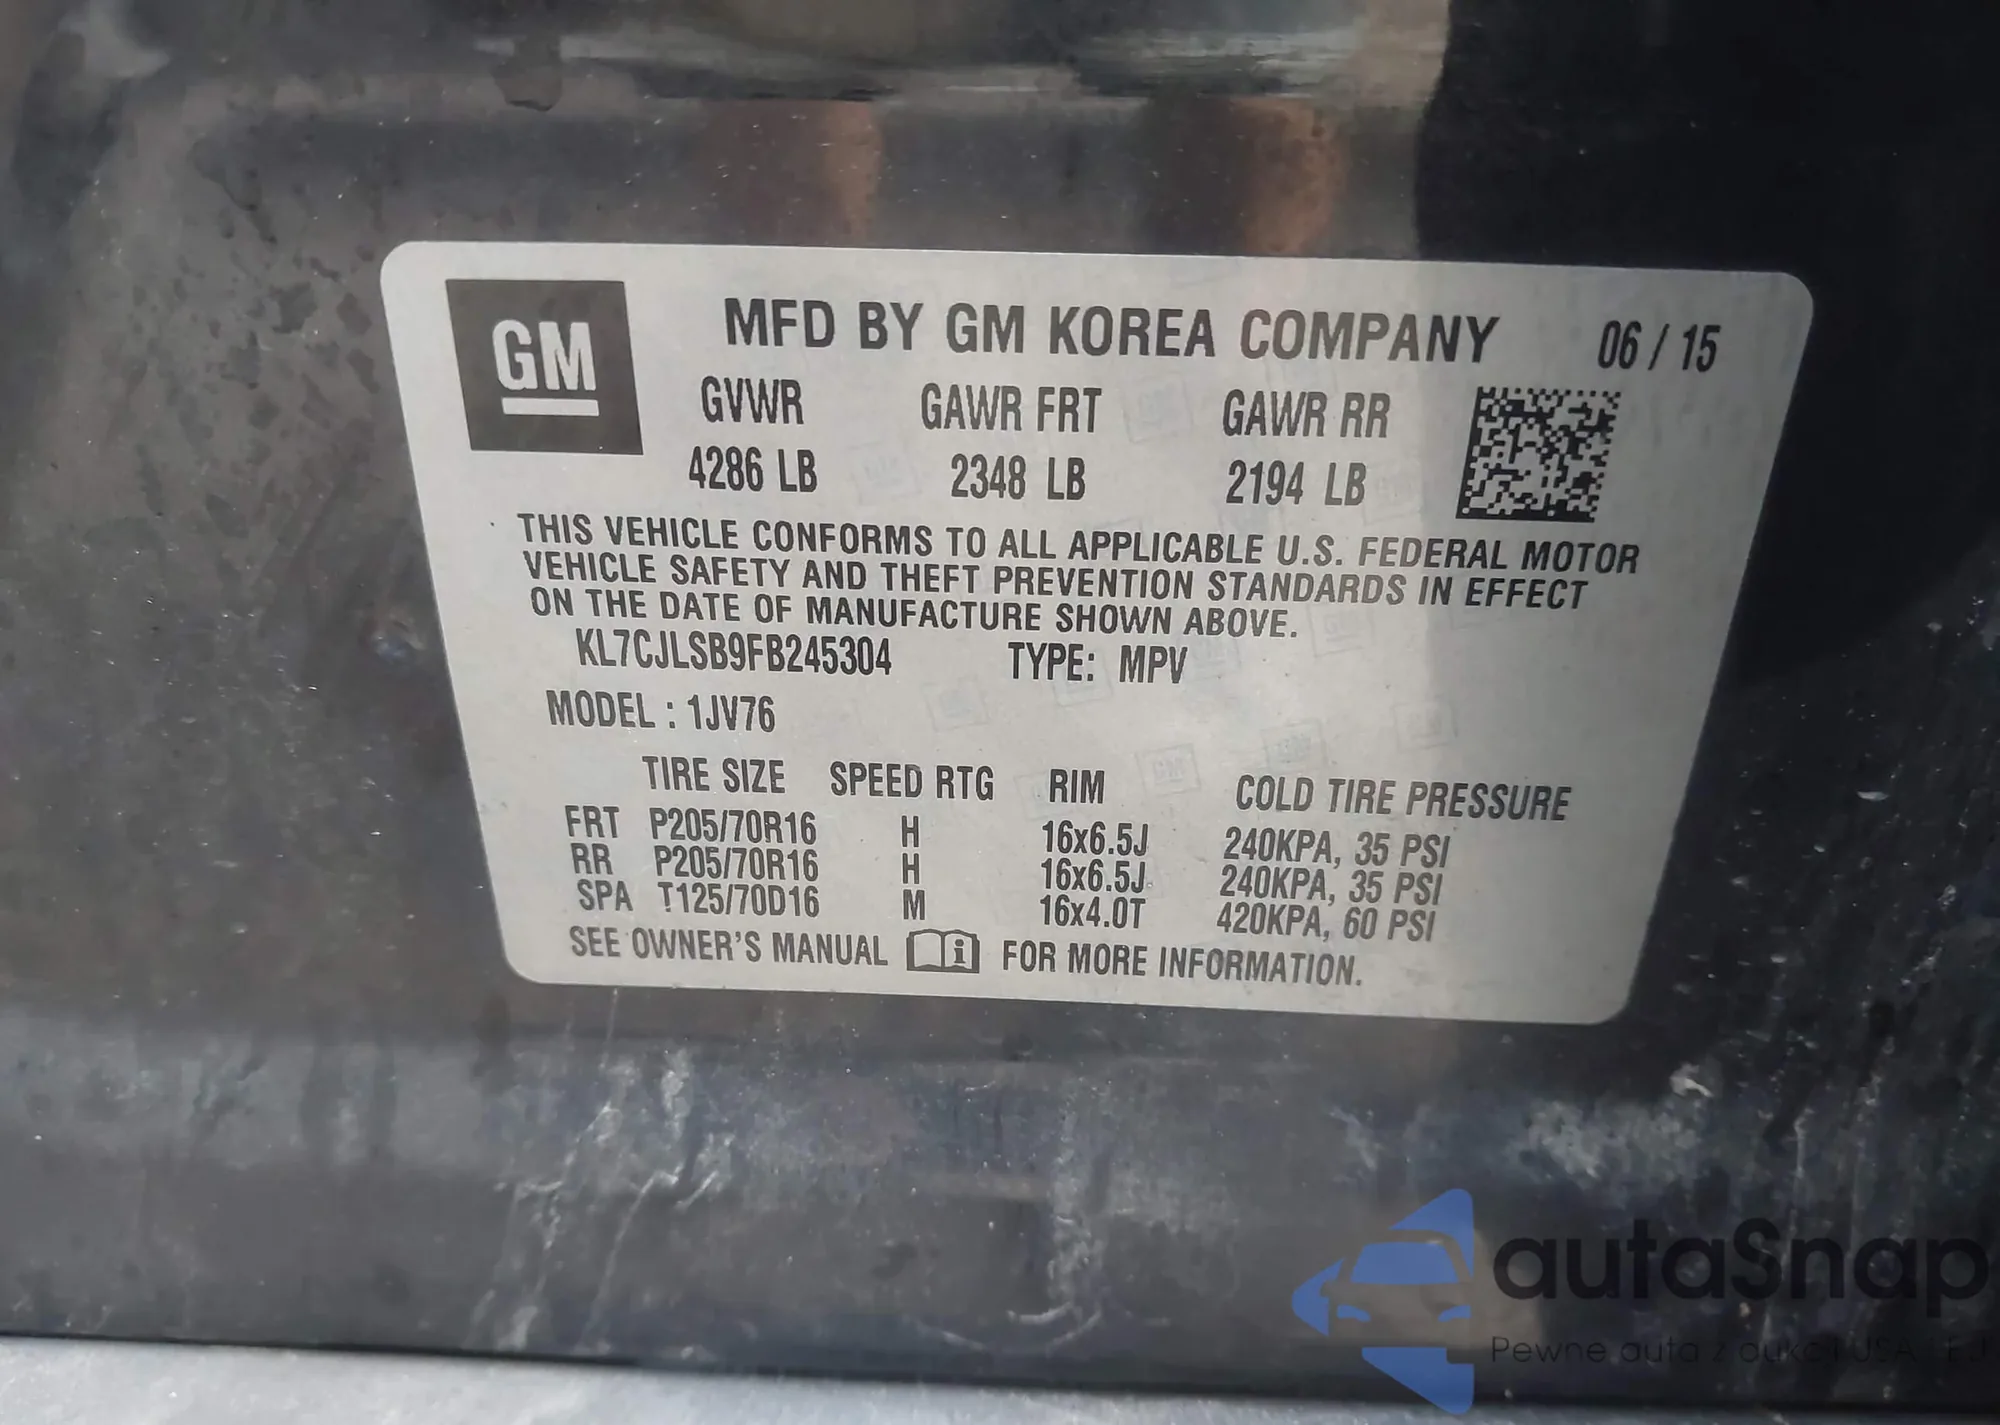 GM
MFD BY GM KOREA COMPANY 06 / 15
GVWR GAWR FRT GAWR RR
4286 LB 2348 LB 2194 LB
THIS VEHICLE CONFORMS TO ALL APPLICABLE U.S. FEDERAL MOTOR
VEHICLE SAFETY AND THEFT PREVENTION STANDARDS IN EFFECT
ON THE DATE OF MANUFACTURE SHOWN ABOVE.
KL7CJLSB9FB245304 TYPE: MPV
MODEL : 1JV76
TIRE SIZE SPEED RTG RIM COLD TIRE PRESSURE
FRT P205/70R16 H 16x6.5J 240KPA, 35 PSI
RR P205/70R16 H 16x6.5J 240KPA, 35 PSI
SPA T125/70D16 M 16x4.0T 420KPA, 60 PSI
SEE OWNER'S MANUAL FOR MORE INFORMATION.
autaSnap
Pewne auta z aukcji USA